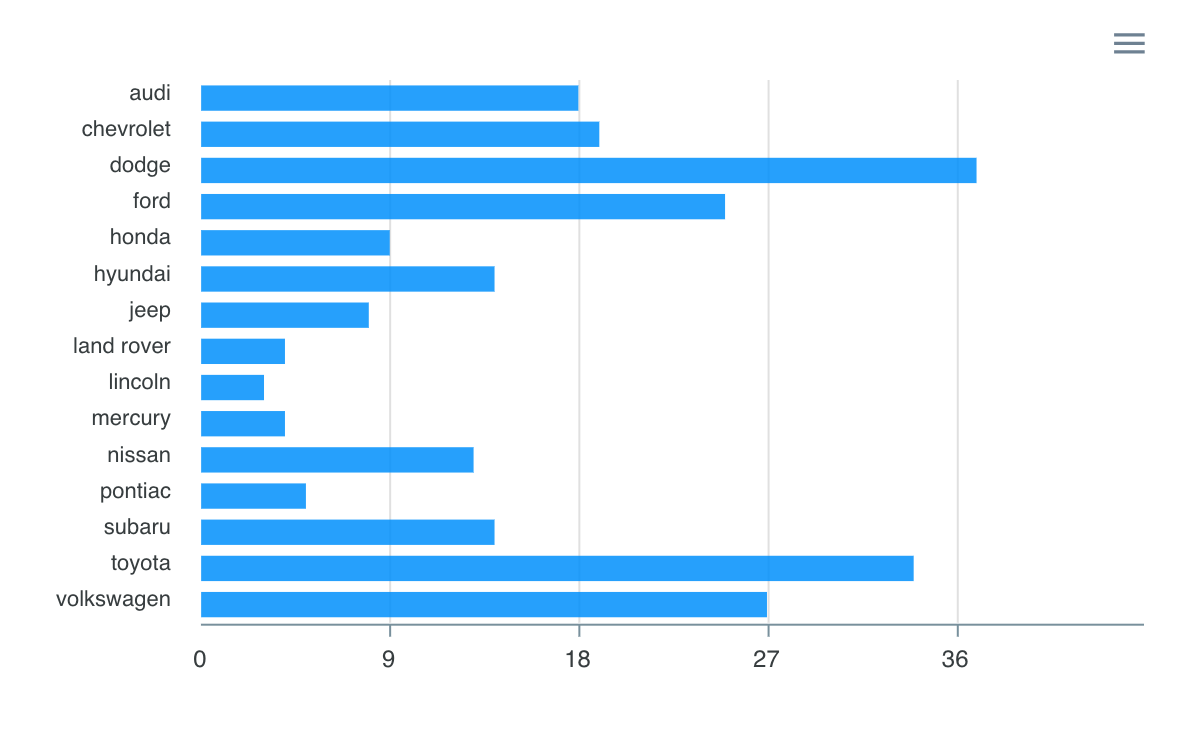 audi
chevrolet
dodge
ford
honda
hyundai
jeep
land rover
lincoln
mercury
nissan
pontiac
subaru
toyota
volkswagen
0 9 18 27 36